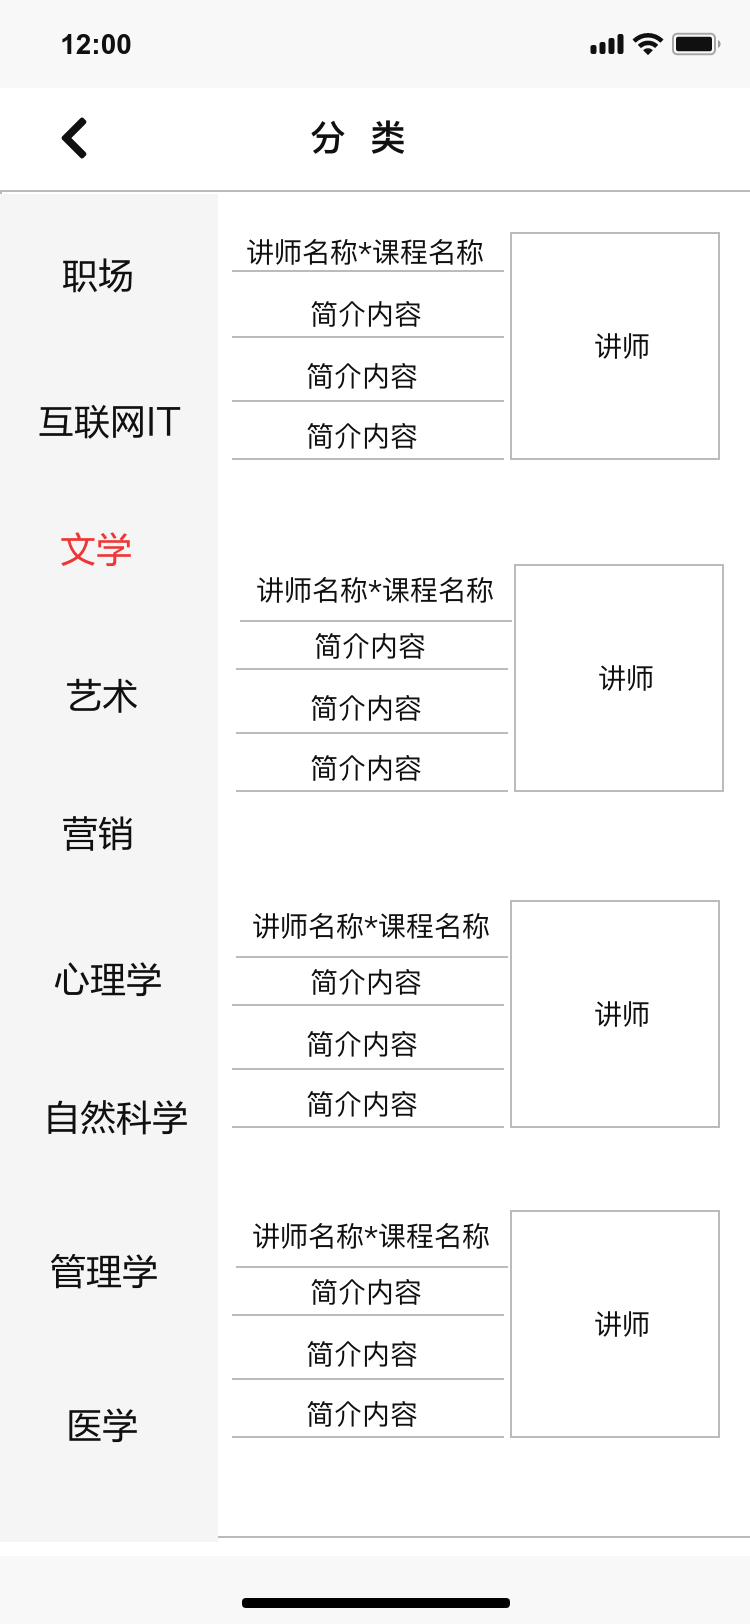 12:00
分 类
职场
互联网IT
文学
艺术
营销
心理学
自然科学
管理学
医学
讲师名称*课程名称
简介内容
简介内容
简介内容
讲师
讲师名称*课程名称
简介内容
简介内容
简介内容
讲师
讲师名称*课程名称
简介内容
简介内容
简介内容
讲师
讲师名称*课程名称
简介内容
简介内容
简介内容
讲师